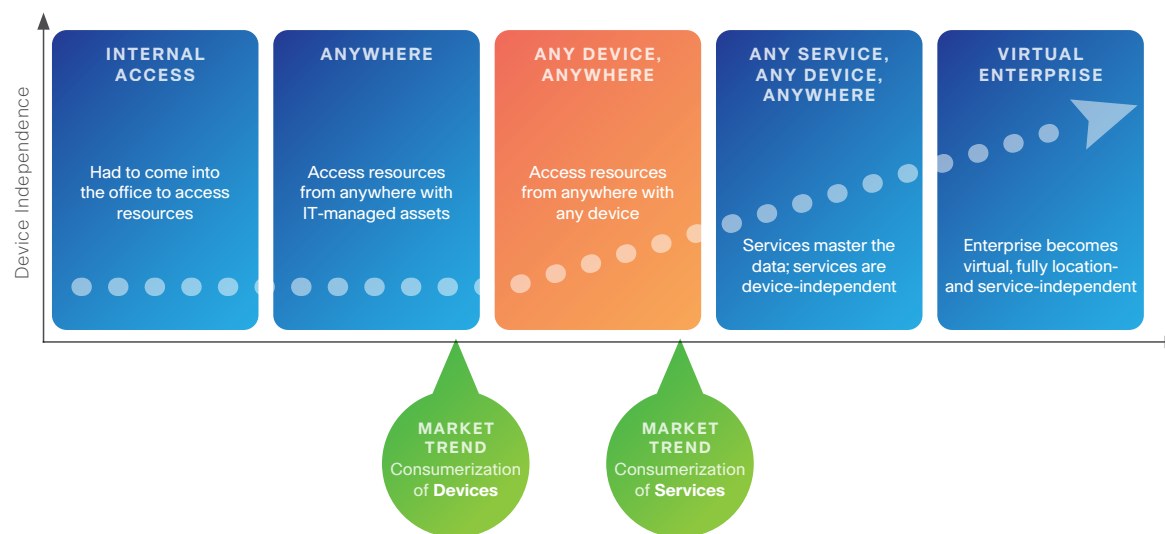 Device Independence
INTERNAL
ACCESS
Had to come into
the office to access
resources
ANYWHERE
Access resources
from anywhere with
IT-managed assets
ANY DEVICE,
ANYWHERE
Access resources
from anywhere with
any device
ANY SERVICE,
ANY DEVICE,
ANYWHERE
Services master the
data; services are
device-independent
VIRTUAL
ENTERPRISE
Enterprise becomes
virtual, fully location-
and service-independent
MARKET
TREND
Consumerization
of Devices
MARKET
TREND
Consumerization
of Services